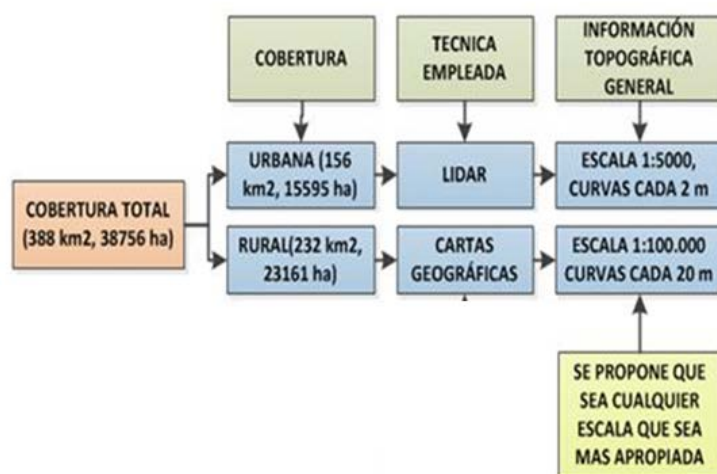 COBERTURA
TECNICA
EMPLEADA
INFORMACIÓN
TOPOGRÁFICA
GENERAL
URBANA (156
km2, 15595 ha)
LIDAR
ESCALA 1:5000,
CURVAS CADA 2 m
COBERTURA TOTAL
(388 km2, 38756 ha)
RURAL(232 km2,
23161 ha)
CARTAS
GEOGRÁFICAS
ESCALA 1:100.000
CURVAS CADA 20 m
SE PROPONE QUE
SEA CUALQUIER
ESCALA QUE SEA
MAS APROPIADA